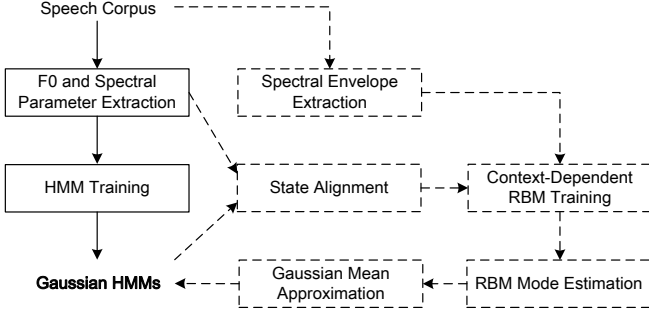 Speech Corpus
F0 and Spectral
Parameter Extraction
Spectral Envelope
Extraction
HMM Training
State Alignment
Context-Dependent
RBM Training
Gaussian HMMs
Gaussian Mean
Approximation
RBM Mode Estimation